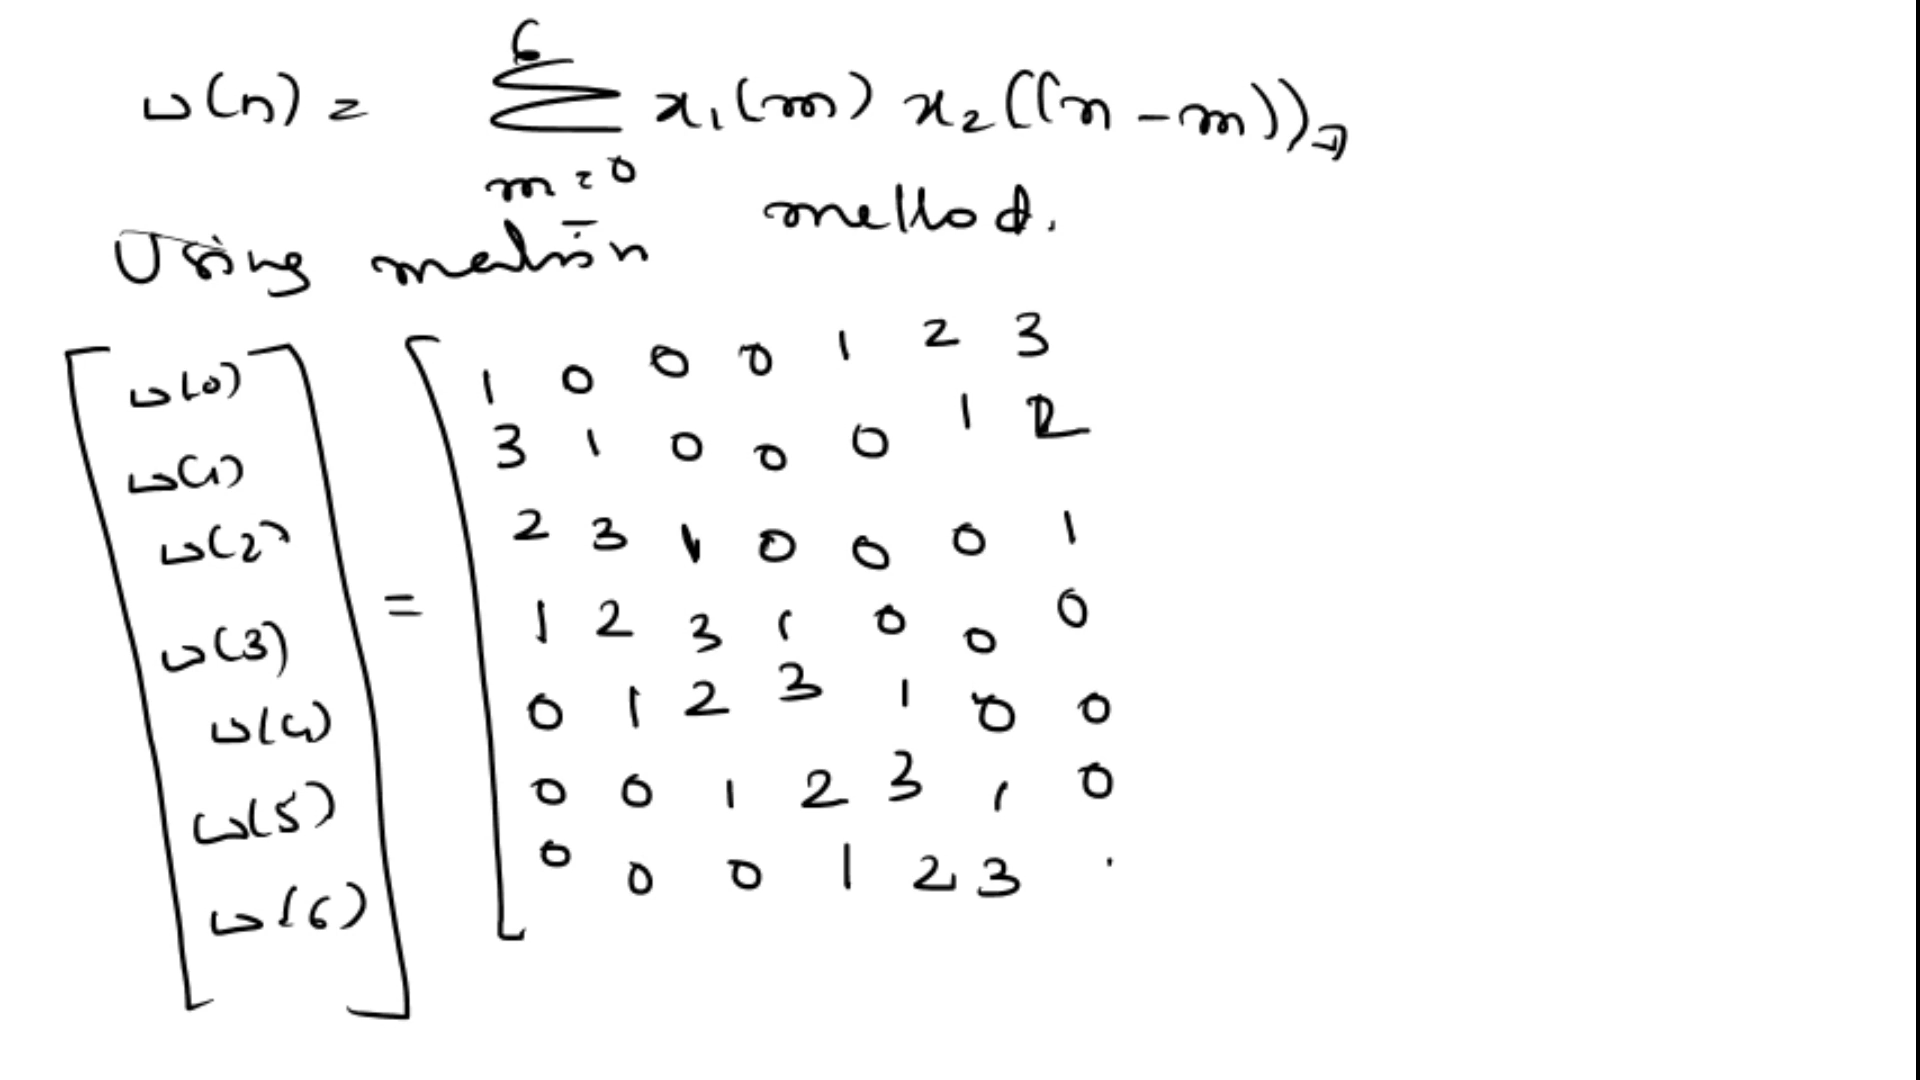 ω(n) = 6 ∑ m=0 x₁(m) x₂((n-m))₇
Using matrix method.
ω(0) 1 0 0 0 1 2 3
ω(1) 3 1 0 0 0 1 2
ω(2) 2 3 1 0 0 0 1
ω(3) = 1 2 3 1 0 0 0
ω(4) 0 1 2 3 1 0 0
ω(5) 0 0 1 2 3 1 0
ω(6) 0 0 0 1 2 3